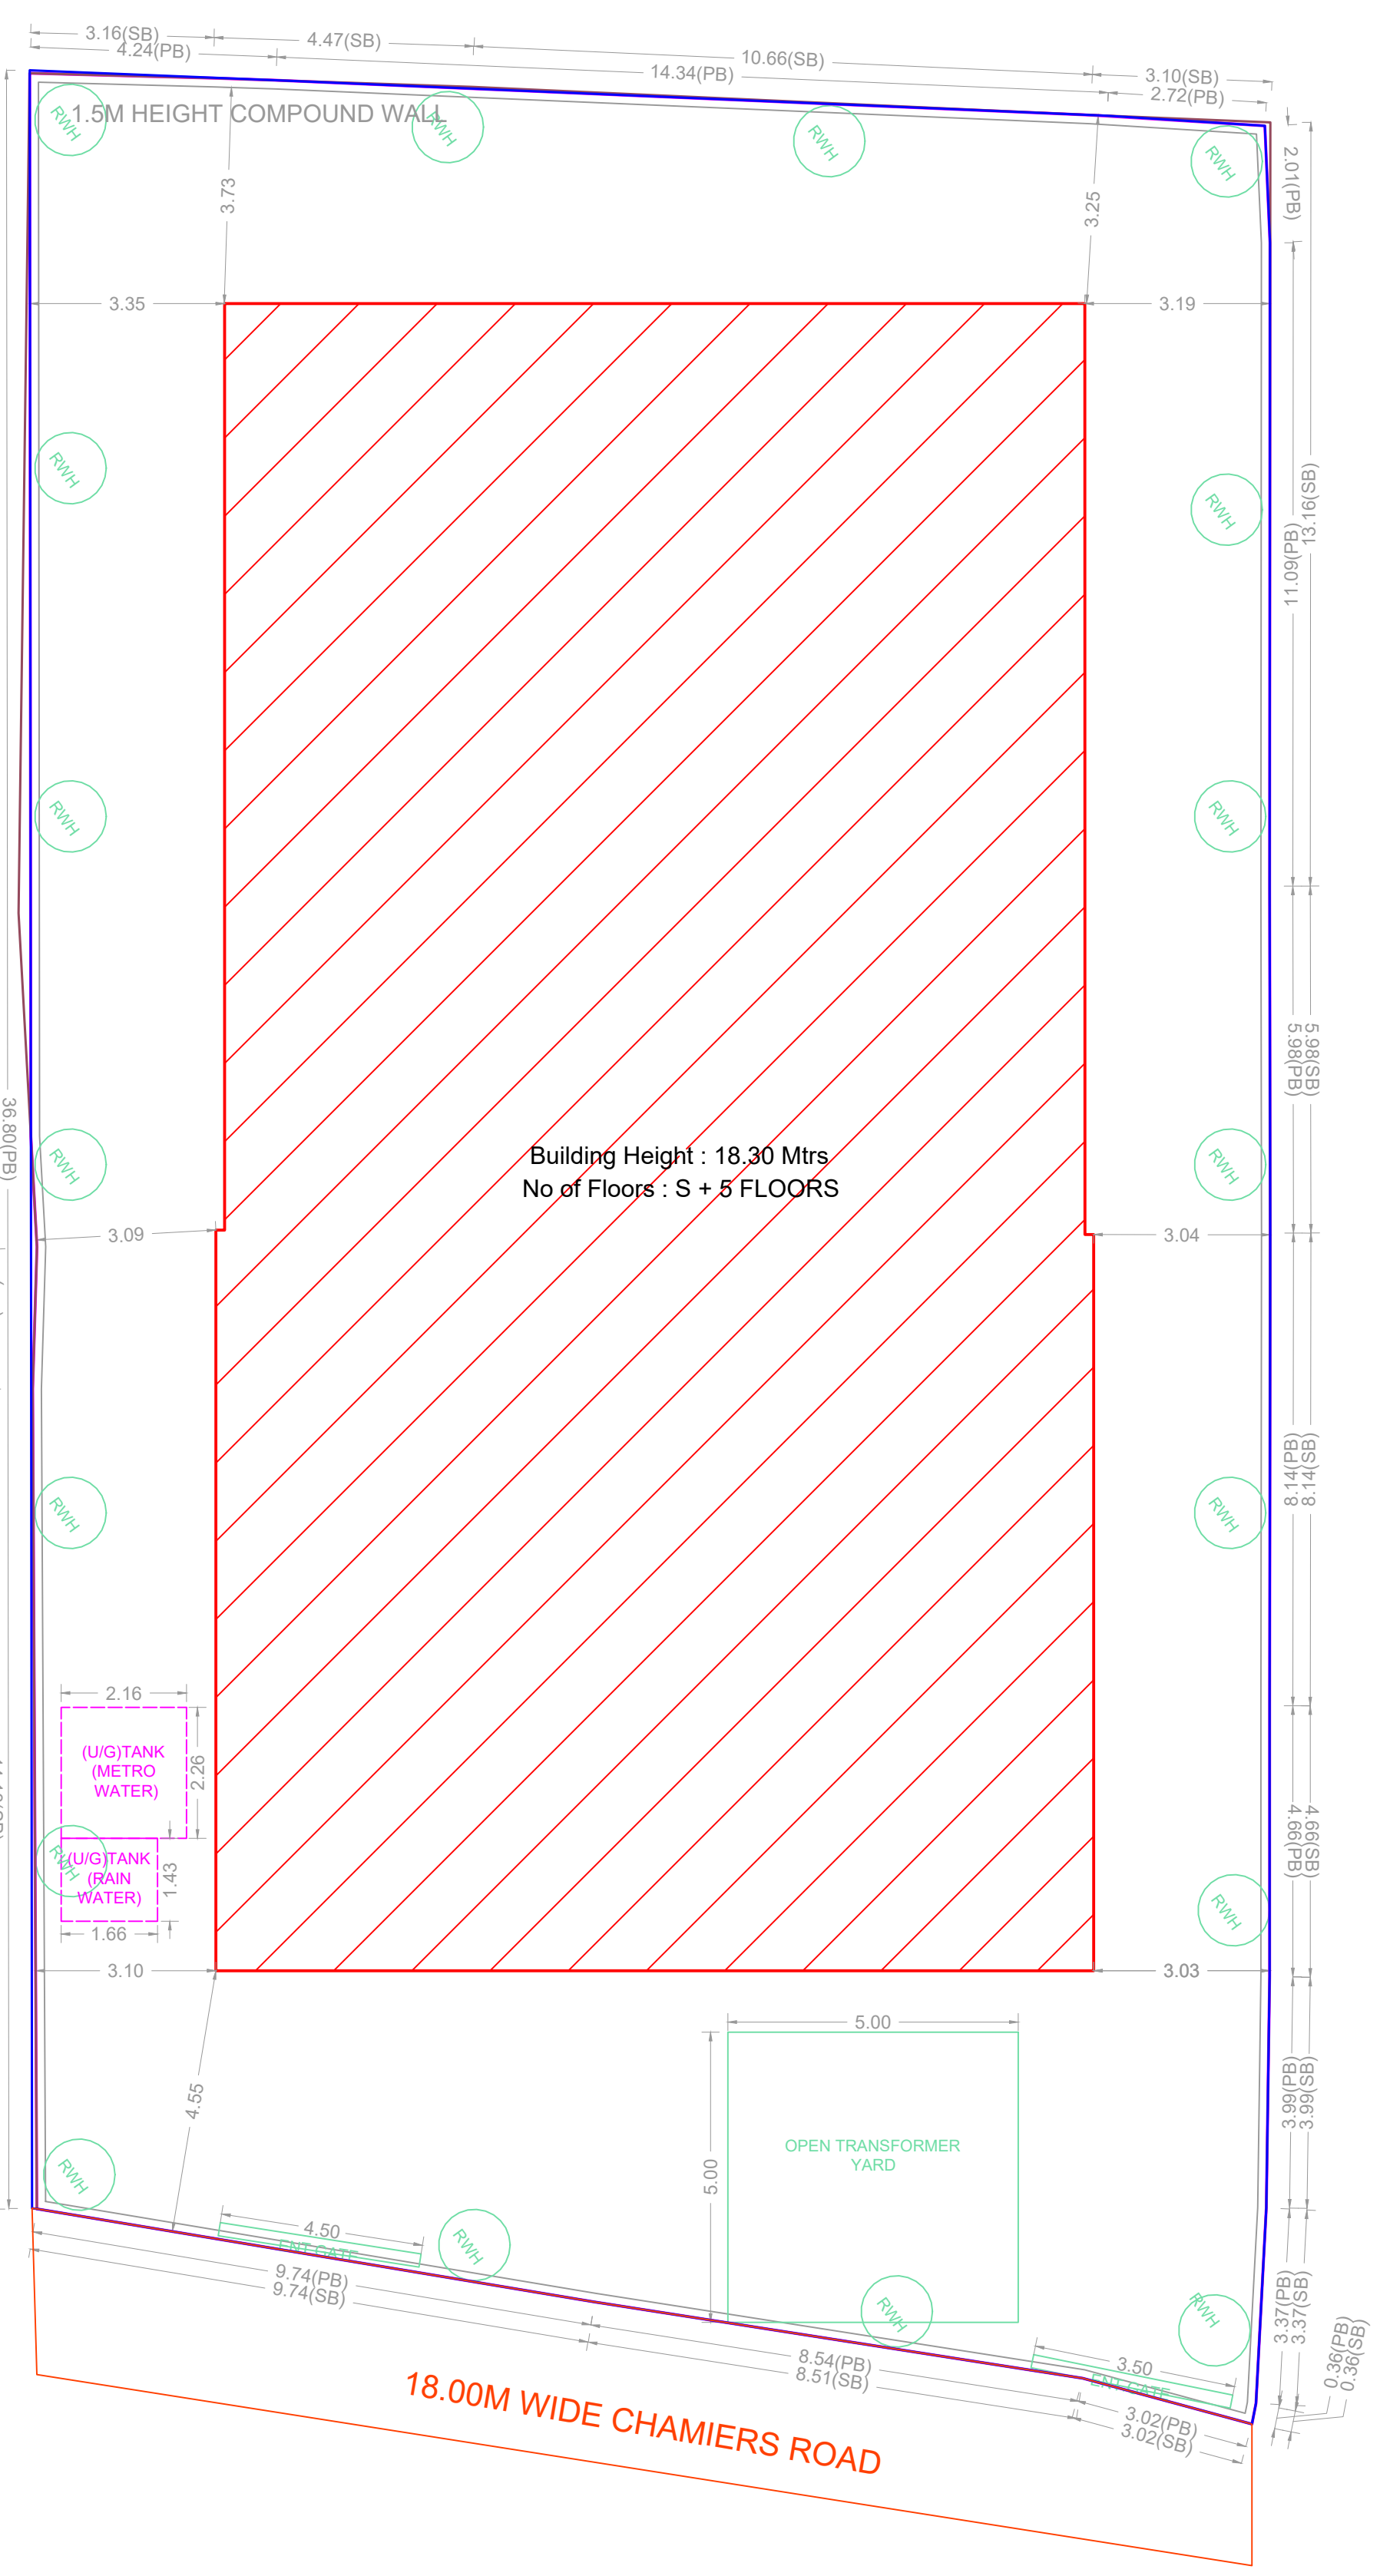 3.16(SB)
4.47(SB)
10.66(SB)
3.10(SB)
4.24(PB)
14.34(PB)
2.72(PB)
1.5M HEIGHT COMPOUND WALL
RWH
RWH
RWH
RWH
2.01(PB)
3.73
3.25
3.35
3.19
RWH
RWH
13.16(SB)
11.09(PB)
RWH
RWH
5.98(PB)
5.98(SB)
36.80(PB)
Building Height : 18.30 Mtrs
No of Floors : S + 5 FLOORS
RWH
RWH
3.09
3.04
8.14(PB)
8.14(SB)
RWH
RWH
2.16
(U/G)TANK
(METRO
WATER)
2.26
4.66(PB)
4.66(SB)
RWH
(U/G)TANK
(RAIN
WATER)
1.43
1.66
RWH
3.10
3.03
5.00
4.55
3.99(PB)
3.99(SB)
OPEN TRANSFORMER
YARD
5.00
RWH
4.50
ENT.GATE
RWH
RWH
RWH
3.37(PB)
3.37(SB)
0.36(PB)
0.36(SB)
9.74(PB)
9.74(SB)
8.54(PB)
8.51(SB)
3.50
ENT.GATE
3.02(PB)
3.02(SB)
18.00M WIDE CHAMIERS ROAD